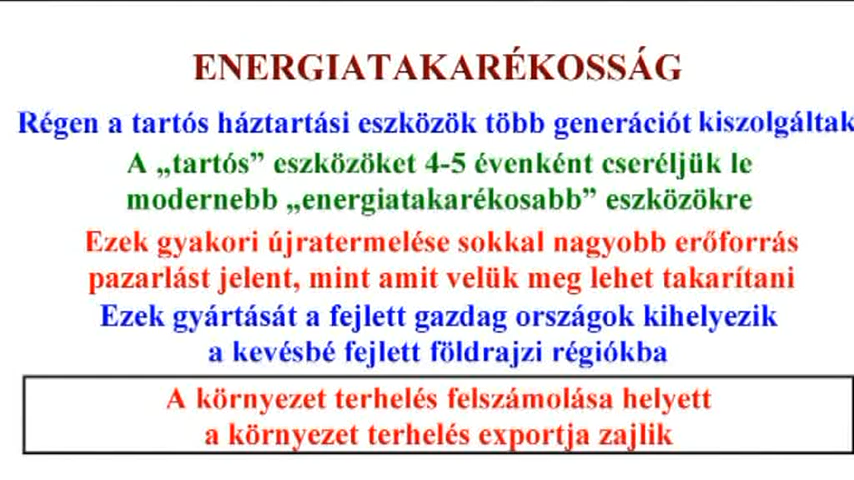 ENERGIATAKARÉKOSSÁG
Régen a tartós háztartási eszközök több generációt kiszolgáltak
A „tartós” eszközöket 4-5 évenként cseréljük le
modernebb „energiatakarékosabb” eszközökre
Ezek gyakori újratermelése sokkal nagyobb erőforrás
pazarlást jelent, mint amit velük meg lehet takarítani
Ezek gyártását a fejlett gazdag országok kihelyezik
a kevésbé fejlett földrajzi régiókba
A környezet terhelés felszámolása helyett
a környezet terhelés exportja zajlik